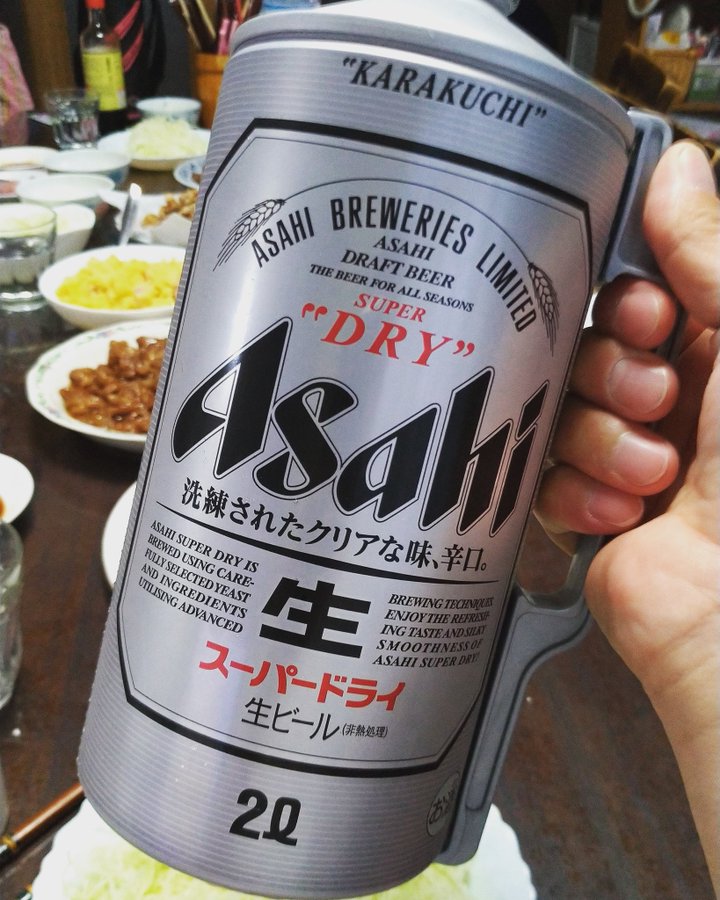 "KARAKUCHI"
ASAHI BREWERIES LIMITED
ASAHI
DRAFT BEER
THE BEER FOR ALL SEASONS
SUPER
"DRY"
Asahi
洗練されたクリアな味、辛口。
ASAHI SUPER DRY IS
BREWED USING CARE-
FULLY SELECTED YEAST
AND INGREDIENTS
UTILISING ADVANCED
生
BREWING TECHNIQUES.
ENJOY THE REFRESH-
ING TASTE AND SILKY
SMOOTHNESS OF
ASAHI SUPER DRY!
スーパードライ
生ビール(非熱処理)
2ℓ